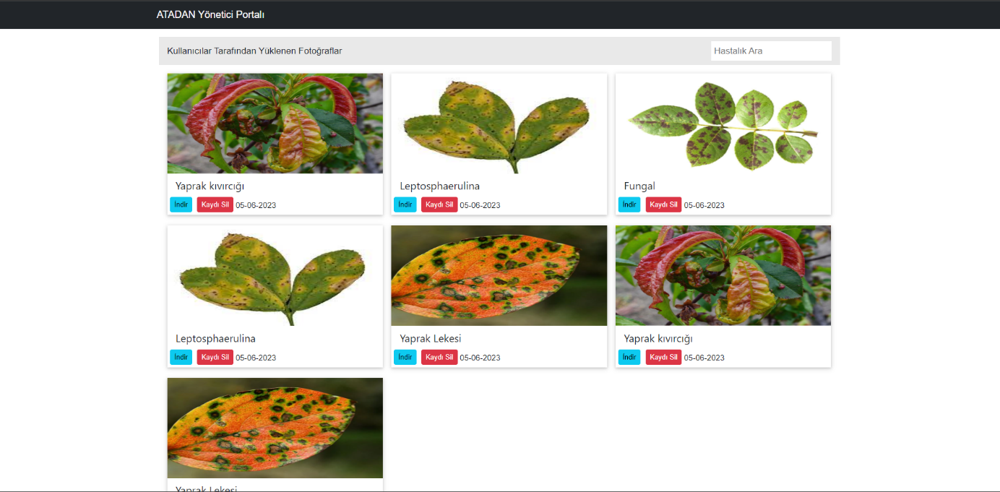 ATADAN Yönetici Portalı
Kullanıcılar Tarafından Yüklenen Fotoğraflar
Hastalık Ara
Yaprak kıvırcığı
İndir Kaydı Sil 05-06-2023
Leptosphaerulina
İndir Kaydı Sil 05-06-2023
Fungal
İndir Kaydı Sil 05-06-2023
Leptosphaerulina
İndir Kaydı Sil 05-06-2023
Yaprak Lekesi
İndir Kaydı Sil 05-06-2023
Yaprak kıvırcığı
İndir Kaydı Sil 05-06-2023
Yaprak Lekesi